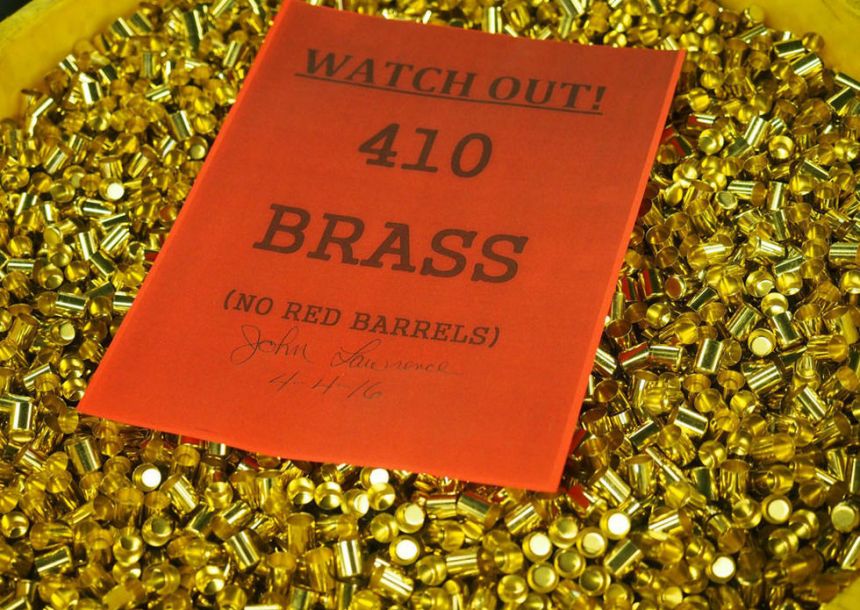 WATCH OUT!
410
BRASS
(NO RED BARRELS)
John Lawrence
4-4-16